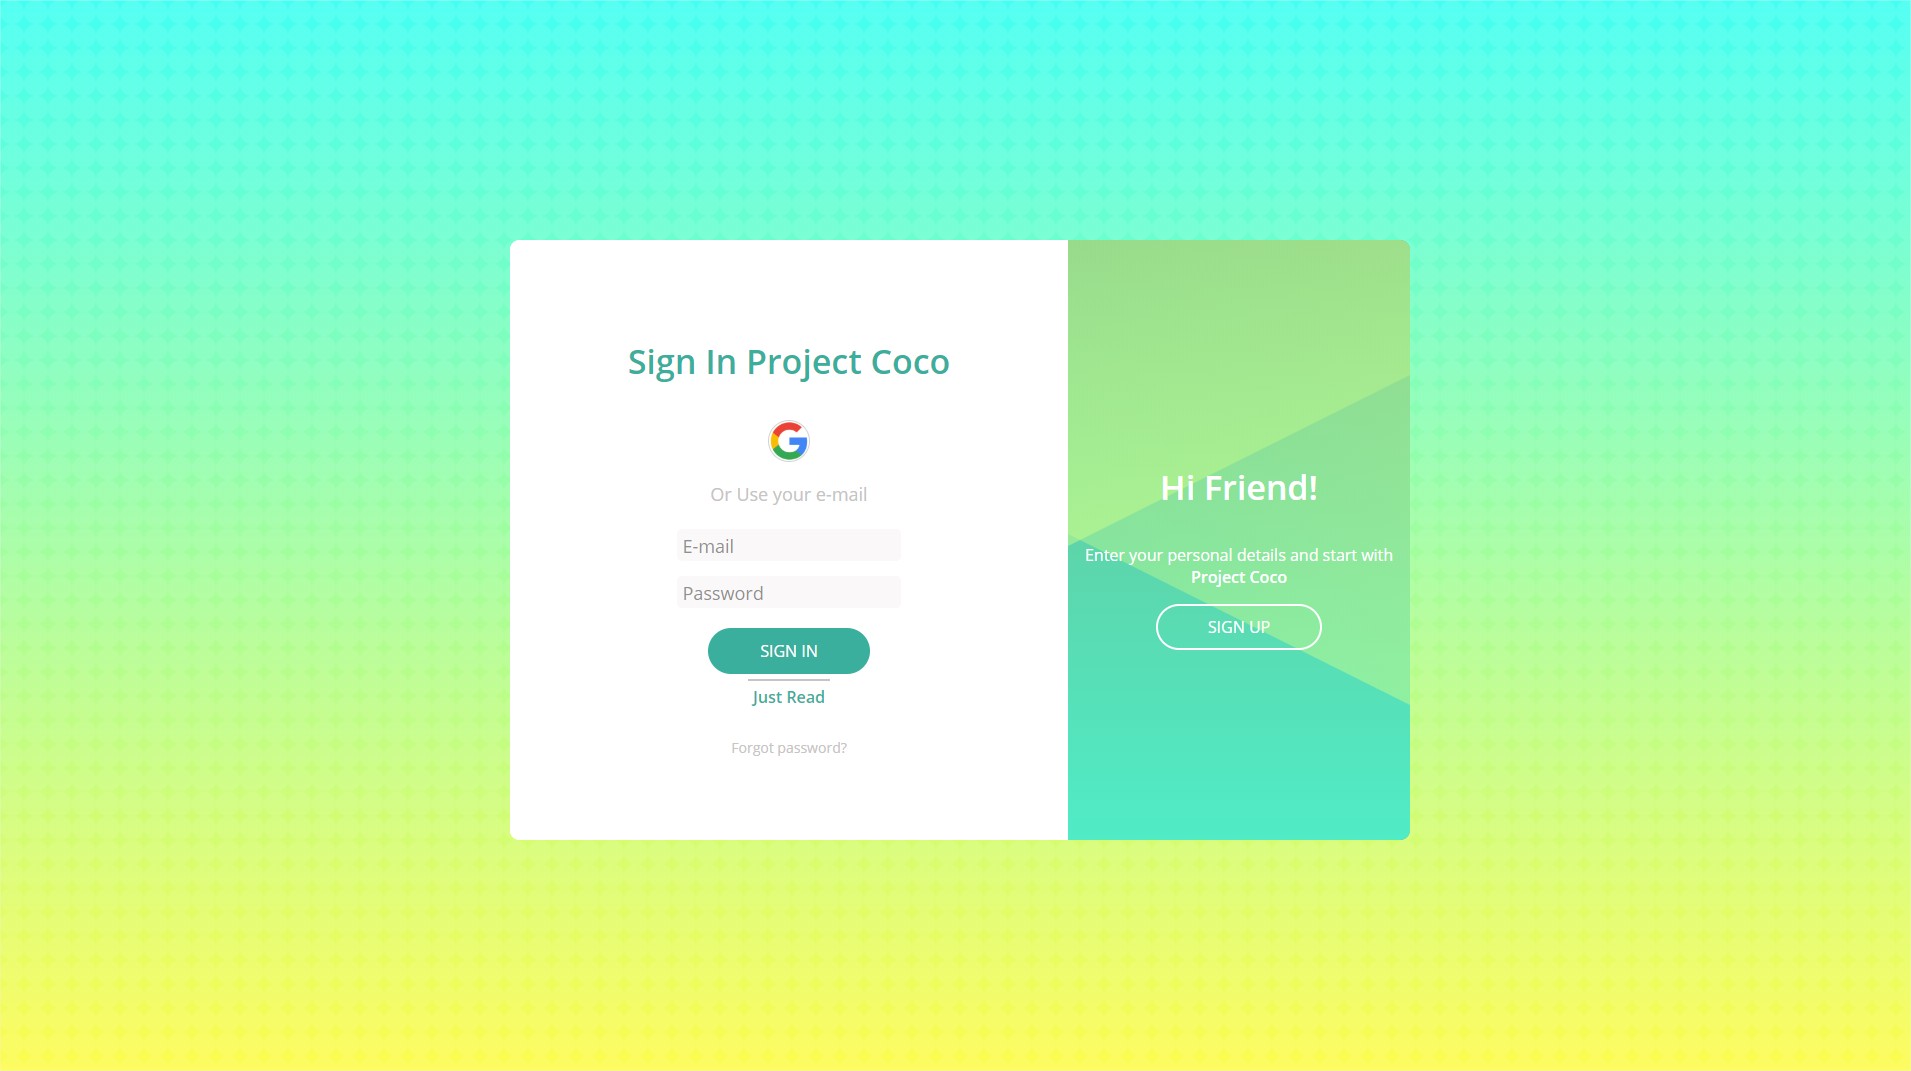 Sign In Project Coco
Or Use your e-mail
E-mail
Password
SIGN IN
Just Read
Forgot password?
Hi Friend!
Enter your personal details and start with
Project Coco
SIGN UP